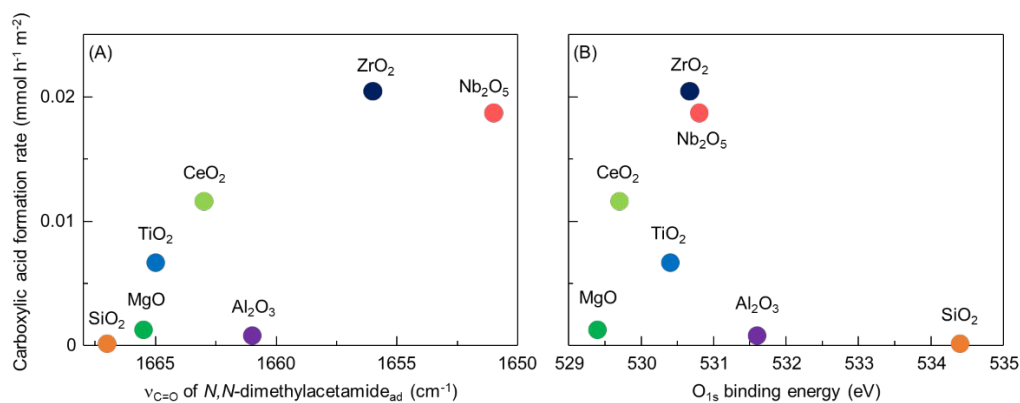 (A)
ZrO₂
Nb₂O₅
CeO₂
TiO₂
MgO
Al₂O₃
SiO₂
Carboxylic acid formation rate (mmol h⁻¹ m⁻²)
0.02
0.01
0
1665
1660
1655
1650
ν_C=O of N,N-dimethylacetamide_ad (cm⁻¹)
(B)
ZrO₂
Nb₂O₅
CeO₂
TiO₂
MgO
Al₂O₃
SiO₂
529
530
531
532
533
534
535
O₁ₛ binding energy (eV)